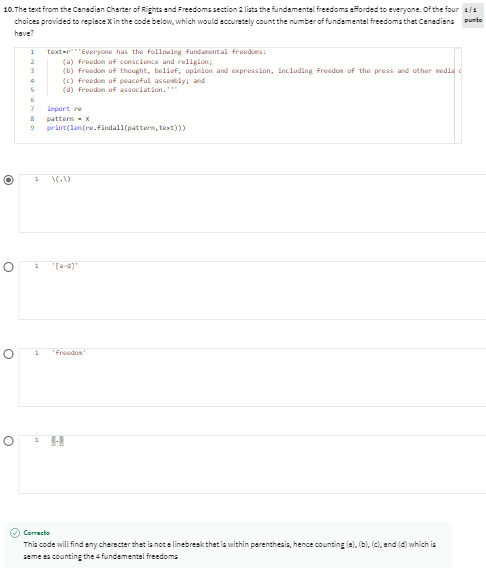 10. The text from the Canadian Charter of Rights and Freedoms section 2 lists the fundamental freedoms afforded to everyone. Of the four
choices provided to replace X in the code below, which would accurately count the number of fundamental freedoms that Canadians
have?
1/1
punto
1 text=r'''Everyone has the following fundamental freedoms:
2 (a) freedom of conscience and religion;
3 (b) freedom of thought, belief, opinion and expression, including freedom of the press and other media
4 (c) freedom of peaceful assembly; and
5 (d) freedom of association.'''
6
7 import re
8 pattern = X
9 print(len(re.findall(pattern,text)))
1 '\(.\)
1 '[a-d]'
1 'freedom'
1 (.)
Correcto
This code will find any character that is not a linebreak that is within parenthesis, hence counting (a), (b), (c), and (d) which is
same as counting the 4 fundamental freedoms